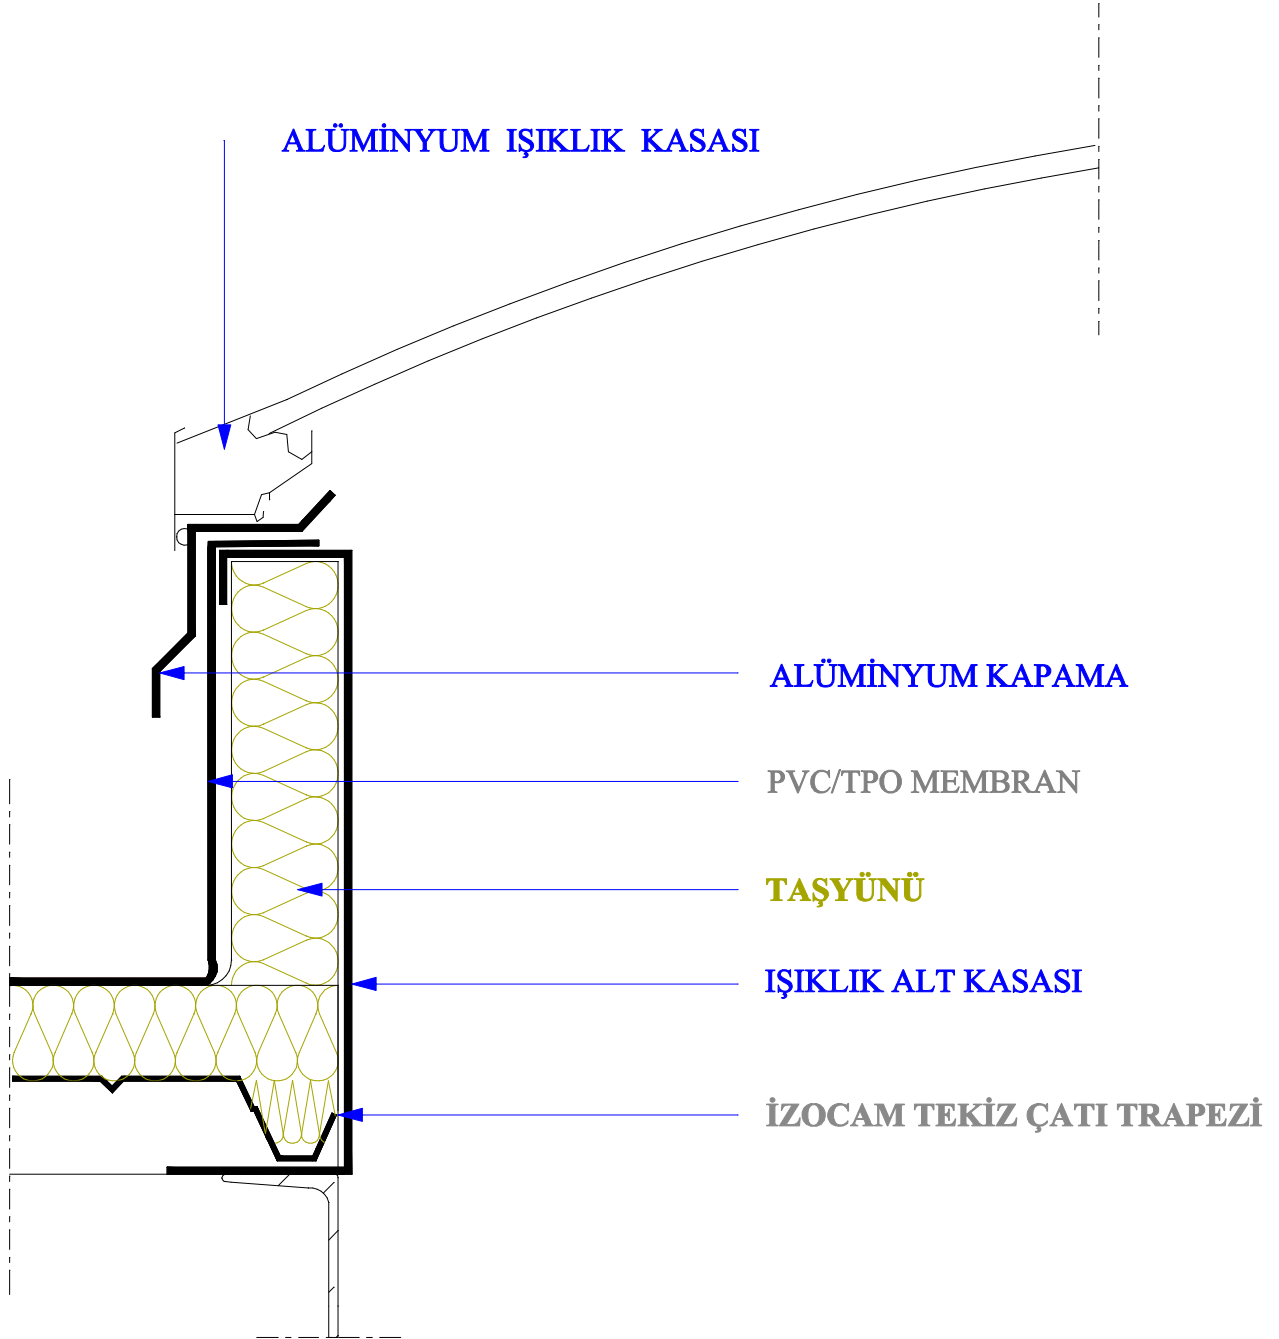 ALÜMİNYUM IŞIKLIK KASASI
ALÜMİNYUM KAPAMA
PVC/TPO MEMBRAN
TAŞYÜNÜ
IŞIKLIK ALT KASASI
İZOCAM TEKİZ ÇATI TRAPEZİ